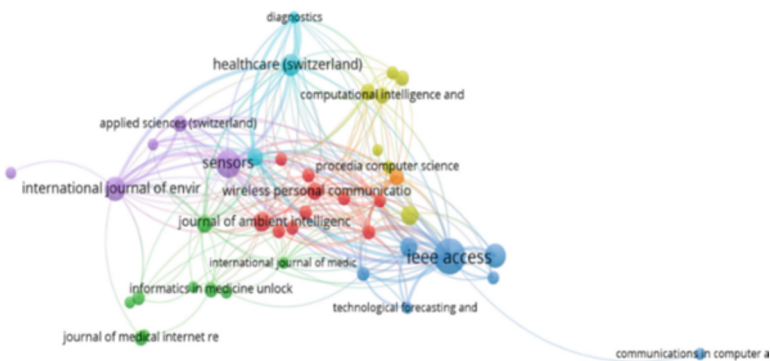 diagnostics
healthcare (switzerland)
computational intelligence and
applied sciences (switzerland)
sensors
procedia computer science
international journal of envir
wireless personal communicatio
journal of ambient intelligenc
ieee access
international journal of medic
informatics in medicine unlock
technological forecasting and
journal of medical internet re
communications in computer a